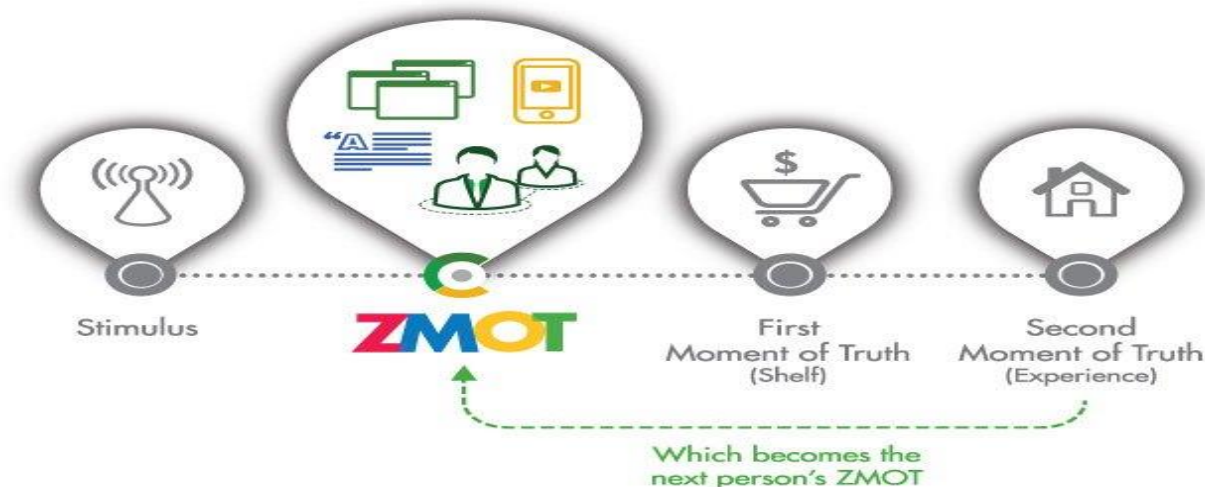 $
“A
Stimulus
ZMOT
First
Moment of Truth
(Shelf)
Second
Moment of Truth
(Experience)
Which becomes the
next person's ZMOT